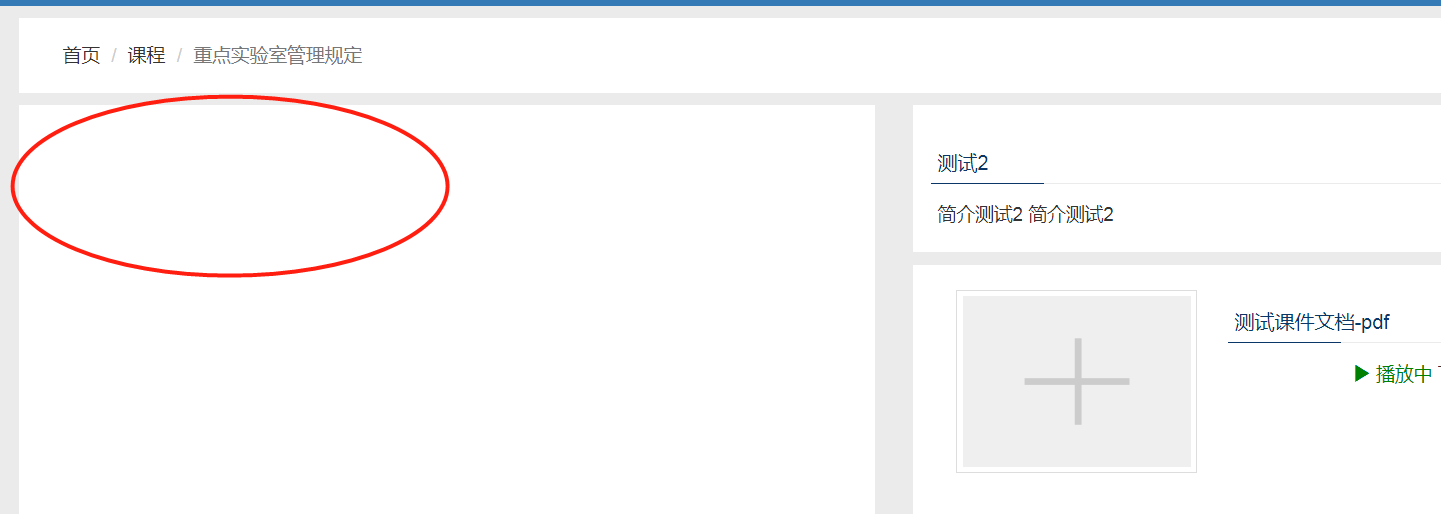 首页 / 课程 / 重点实验室管理规定
测试2
简介测试2 简介测试2
测试课件文档-pdf
▶ 播放中